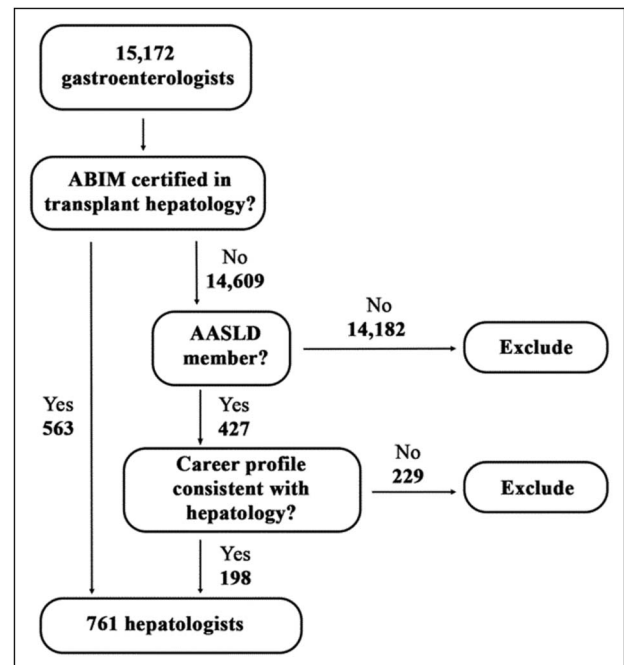 15,172
gastroenterologists
ABIM certified in
transplant hepatology?
No
14,609
No
14,182
AASLD
member?
Exclude
Yes
563
Yes
427
No
229
Career profile
consistent with
hepatology?
Exclude
Yes
198
761 hepatologists